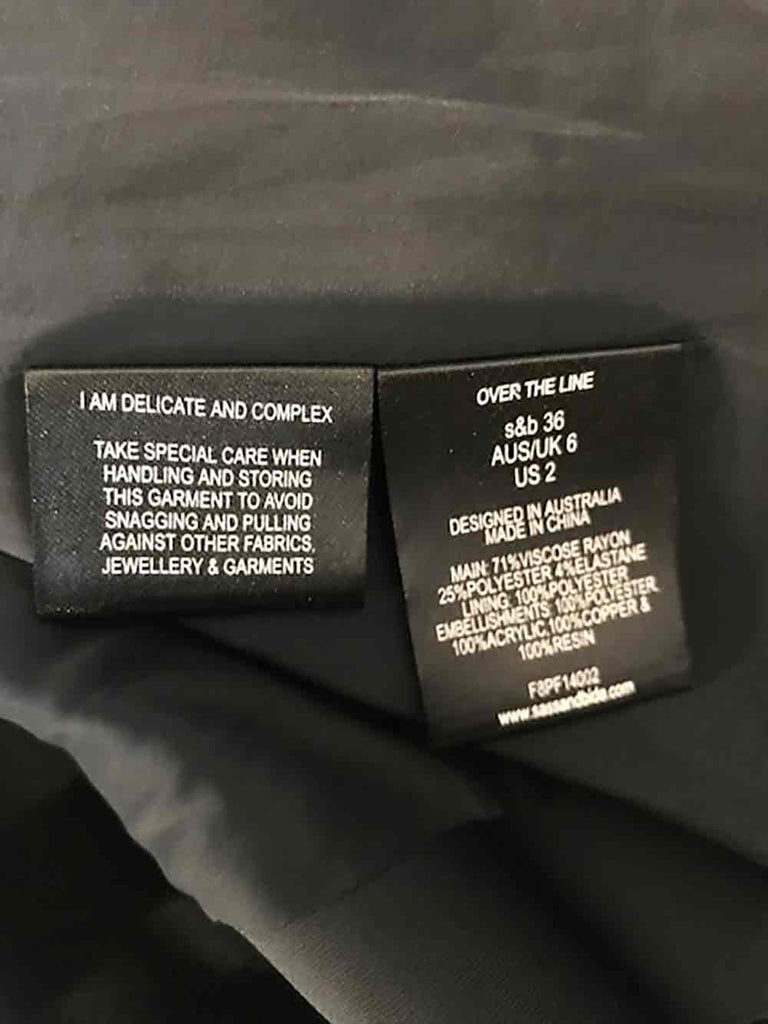 I AM DELICATE AND COMPLEX
TAKE SPECIAL CARE WHEN
HANDLING AND STORING
THIS GARMENT TO AVOID
SNAGGING AND PULLING
AGAINST OTHER FABRICS,
JEWELLERY & GARMENTS
OVER THE LINE
s&b 36
AUS/UK 6
US 2
DESIGNED IN AUSTRALIA
MADE IN CHINA
MAIN: 71%VISCOSE RAYON
25%POLYESTER 4%ELASTANE
LINING: 100%POLYESTER
EMBELLISHMENTS: 100%POLYESTER,
100%ACRYLIC,100%COPPER &
100%RESIN
F8PF14002
www.sassandbide.com